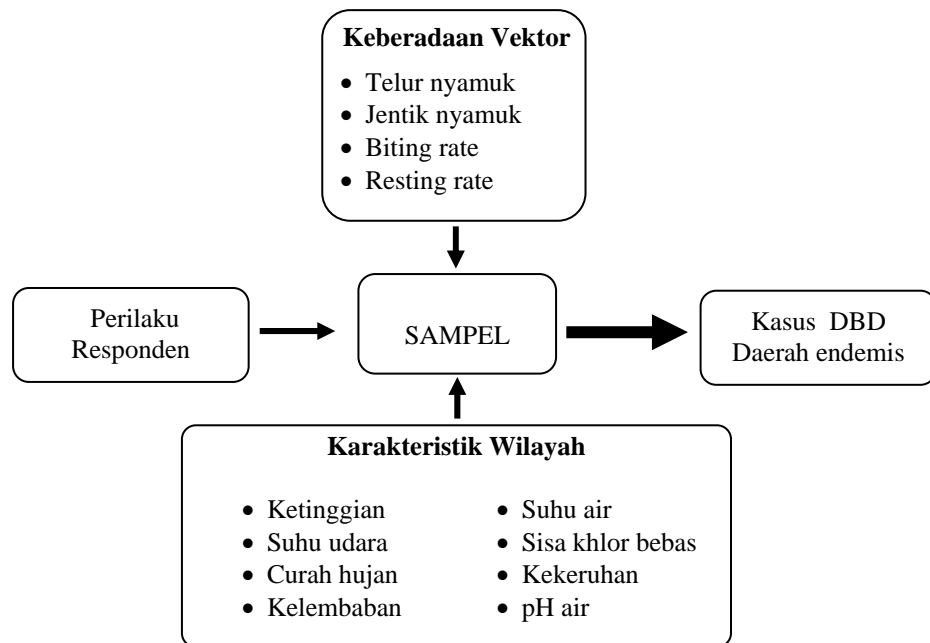 Keberadaan Vektor
• Telur nyamuk
• Jentik nyamuk
• Biting rate
• Resting rate
Perilaku
Responden
SAMPEL
Kasus DBD
Daerah endemis
Karakteristik Wilayah
• Ketinggian
• Suhu udara
• Curah hujan
• Kelembaban
• Suhu air
• Sisa khlor bebas
• Kekeruhan
• pH air